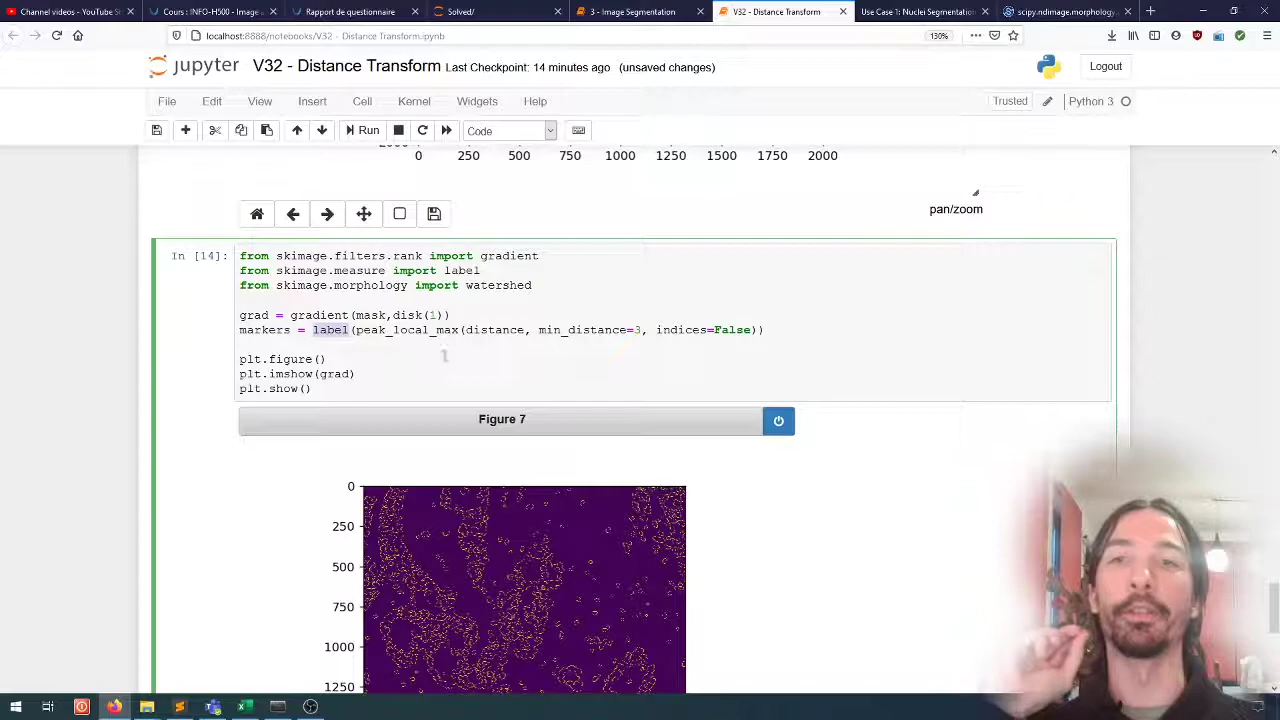 Channel videos - YouTube St
Cours : INFO-H500 - Image a
Rapport de questionnaire
Solved/
3 - Image Segmentation
V32 - Distance Transform
Use Case 1: Nuclei Segmentation
scipy.ndimage.morphology.
localhost:8888/notebooks/V32 - Distance Transform.ipynb
130%
jupyter V32 - Distance Transform Last Checkpoint: 14 minutes ago (unsaved changes)
Logout
File Edit View Insert Cell Kernel Widgets Help
Trusted
Python 3
Run
Code
0 250 500 750 1000 1250 1500 1750 2000
pan/zoom
In [14]:
from skimage.filters.rank import gradient
from skimage.measure import label
from skimage.morphology import watershed
grad = gradient(mask,disk(1))
markers = label(peak_local_max(distance, min_distance=3, indices=False))
plt.figure()
plt.imshow(grad)
plt.show()
Figure 7
0
250
500
750
1000
1250